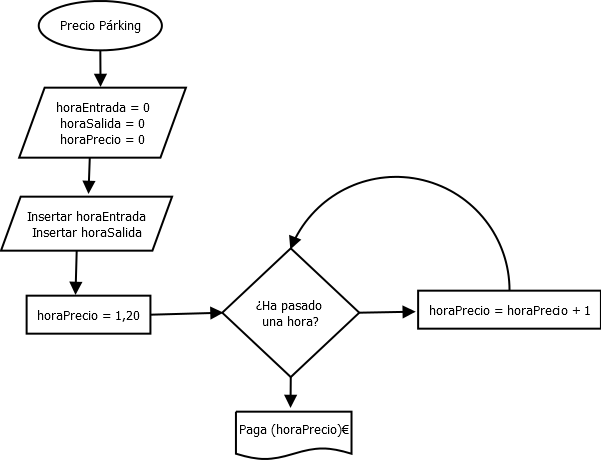 Precio Párking
horaEntrada = 0
horaSalida = 0
horaPrecio = 0
Insertar horaEntrada
Insertar horaSalida
horaPrecio = 1,20
¿Ha pasado
una hora?
horaPrecio = horaPrecio + 1
Paga (horaPrecio)€